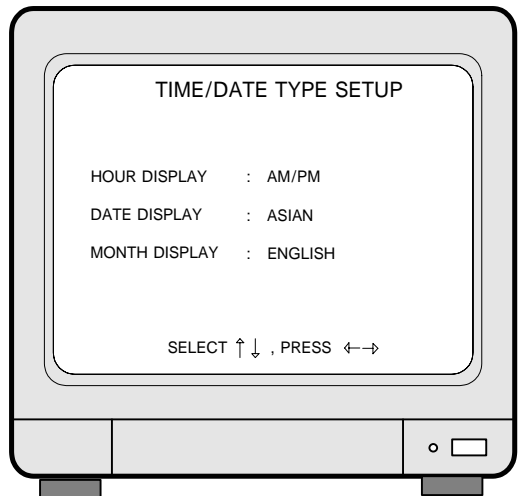 TIME/DATE TYPE SETUP
HOUR DISPLAY : AM/PM
DATE DISPLAY : ASIAN
MONTH DISPLAY : ENGLISH
SELECT ↑↓ , PRESS ←→